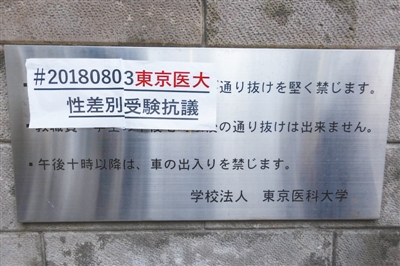 #20180803東京医大
性差別受験抗議
通り抜けを堅く禁じます。
の通り抜けは出来ません。
・午後十時以降は、車の出入りを禁じます。
学校法人 東京医科大学